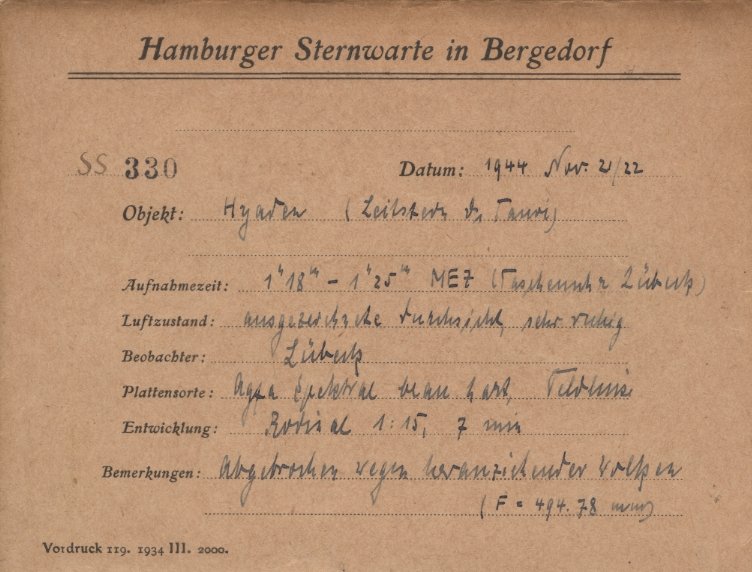 Hamburger Sternwarte in Bergedorf
SS 330 Datum: 1944 Nov. 21/22
Objekt: Hyaden (Leitstern δ₁ Tauri)
Aufnahmezeit: 1ʰ18ᵐ – 1ʰ25ᵐ MEZ (Taschenuhr Lübeck)
Luftzustand: ausgezeichnete Durchsicht, sehr ruhig
Beobachter: Lübeck
Plattensorte: Agfa Spektral blau hart, Feldlinse
Entwicklung: Rodinal 1:15, 7 min
Bemerkungen: Abgebrochen wegen heranziehender Wolken
(F = 494.78 mm)
Vordruck 119. 1934 III. 2000.